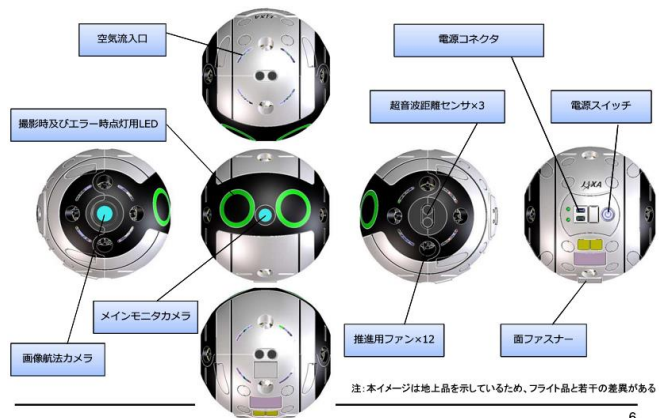 空気流入口
電源コネクタ
超音波距離センサ×3
電源スイッチ
撮影時及びエラー時点灯用LED
メインモニタカメラ
推進用ファン×12
画像航法カメラ
面ファスナー
注：本イメージは地上品を示しているため、フライト品と若干の差異がある
6